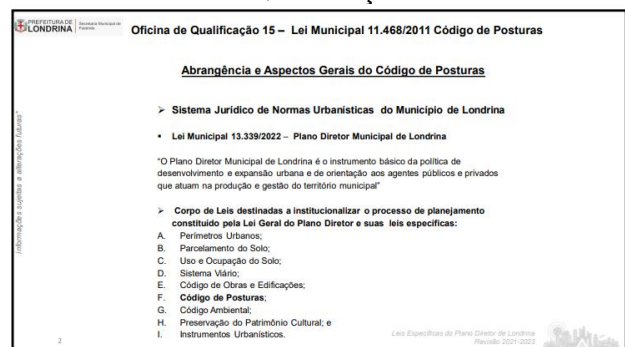 PREFEITURA DE
LONDRINA
Secretaria Municipal de
Fazenda
Oficina de Qualificação 15 – Lei Municipal 11.468/2011 Código de Posturas
Abrangência e Aspectos Gerais do Código de Posturas
➢ Sistema Jurídico de Normas Urbanísticas do Município de Londrina
▪ Lei Municipal 13.339/2022 – Plano Diretor Municipal de Londrina
"O Plano Diretor Municipal de Londrina é o instrumento básico da política de
desenvolvimento e expansão urbana e de orientação aos agentes públicos e privados
que atuam na produção e gestão do território municipal"
➢ Corpo de Leis destinadas a institucionalizar o processo de planejamento
constituído pela Lei Geral do Plano Diretor e suas leis específicas:
A. Perímetros Urbanos;
B. Parcelamento do Solo;
C. Uso e Ocupação do Solo;
D. Sistema Viário;
E. Código de Obras e Edificações;
F. Código de Posturas;
G. Código Ambiental;
H. Preservação do Patrimônio Cultural; e
I. Instrumentos Urbanísticos.
Informações sujeitas a alterações futuras"
2
Leis Específicas do Plano Diretor de Londrina
Revisão 2021-2022